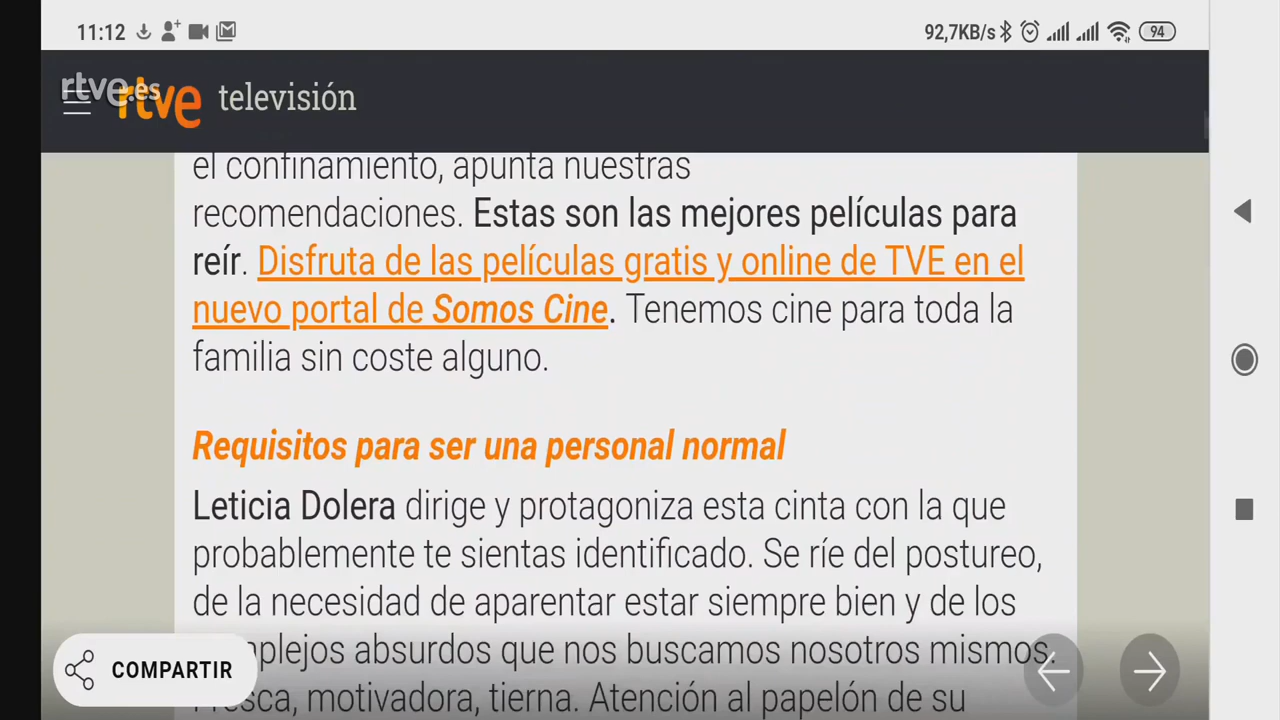 11:12
92,7KB/s
94
rtve.es
rtve televisión
el confinamiento, apunta nuestras
recomendaciones. Estas son las mejores películas para
reír. Disfruta de las películas gratis y online de TVE en el
nuevo portal de Somos Cine. Tenemos cine para toda la
familia sin coste alguno.
Requisitos para ser una personal normal
Leticia Dolera dirige y protagoniza esta cinta con la que
probablemente te sientas identificado. Se ríe del postureo,
de la necesidad de aparentar estar siempre bien y de los
absurdos que nos buscamos nosotros mismos.
motivadora, tierna. Atención al papelón de su
COMPARTIR